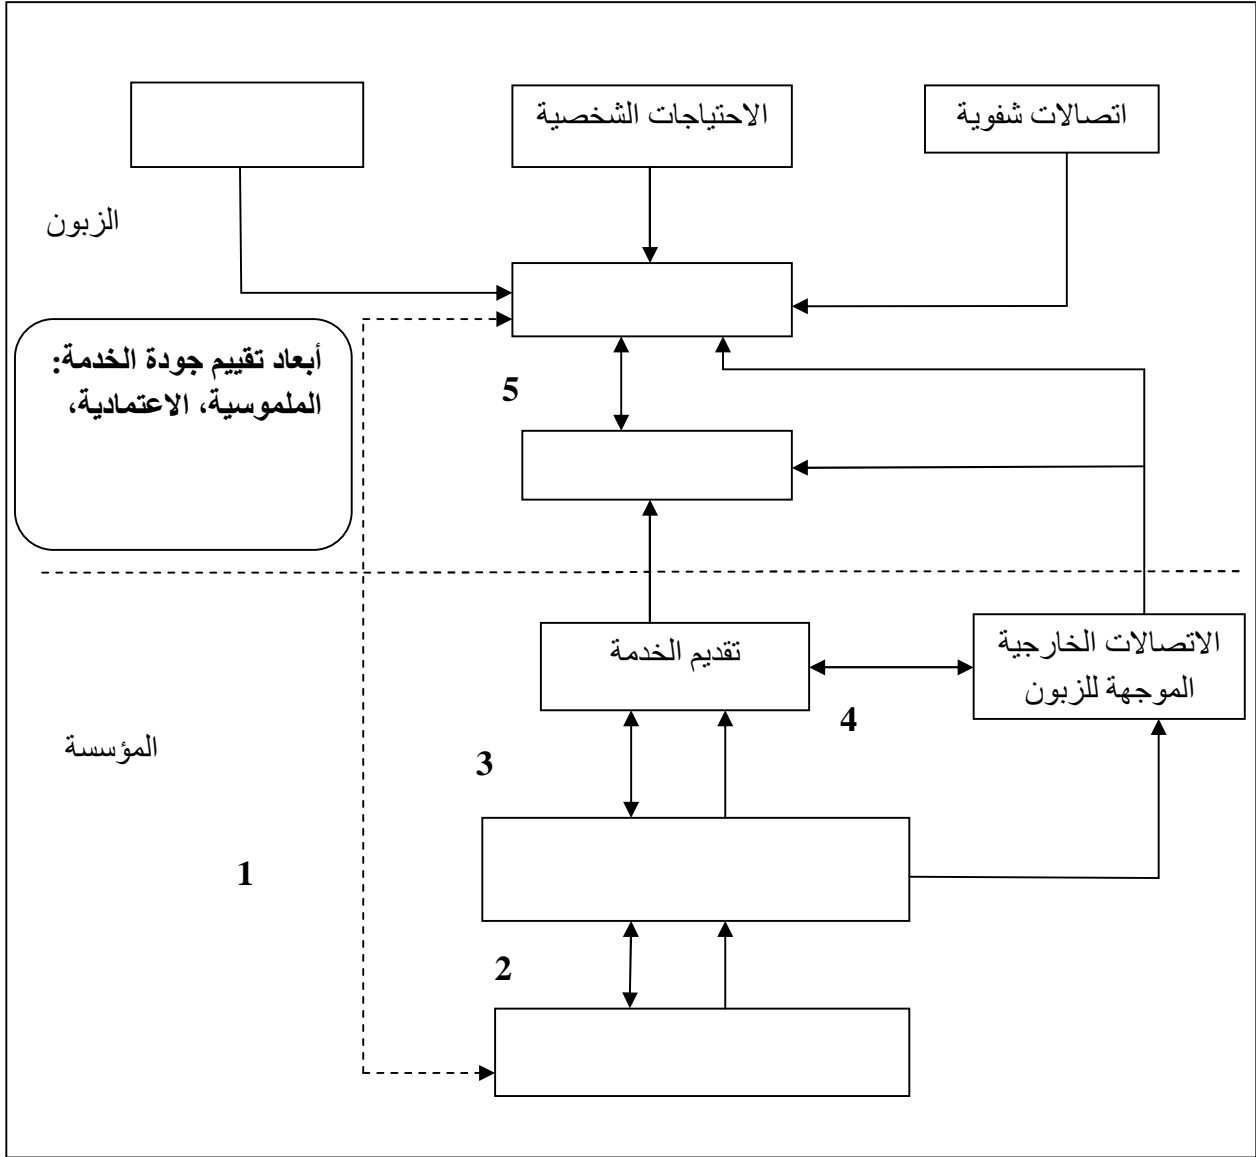 اتصالات شفوية
الاحتياجات الشخصية
الزبون
أبعاد تقييم جودة الخدمة:
الملموسية، الاعتمادية،
5
تقديم الخدمة
الاتصالات الخارجية
الموجهة للزبون
4
المؤسسة
3
1
2